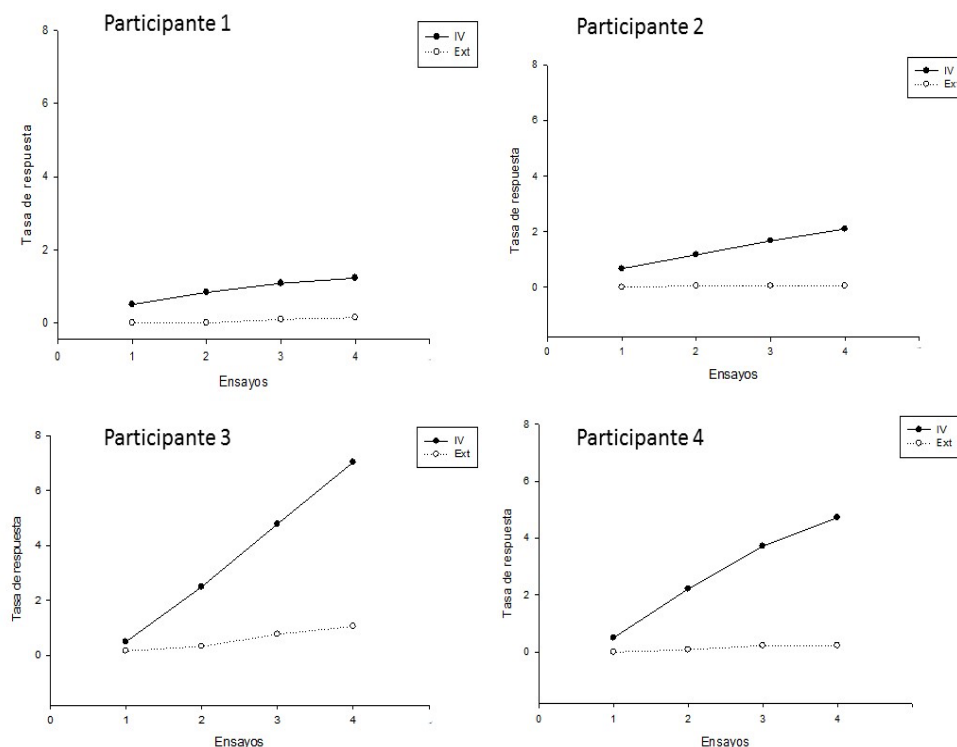 Participante 1
IV
Ext
8
6
4
2
0
Tasa de respuesta
0
1
2
3
4
Ensayos
Participante 2
IV
Ext
8
6
4
2
0
Tasa de respuesta
0
1
2
3
4
Ensayos
Participante 3
IV
Ext
8
6
4
2
0
Tasa de respuesta
0
1
2
3
4
Ensayos
Participante 4
IV
Ext
8
6
4
2
0
Tasa de respuesta
0
1
2
3
4
Ensayos